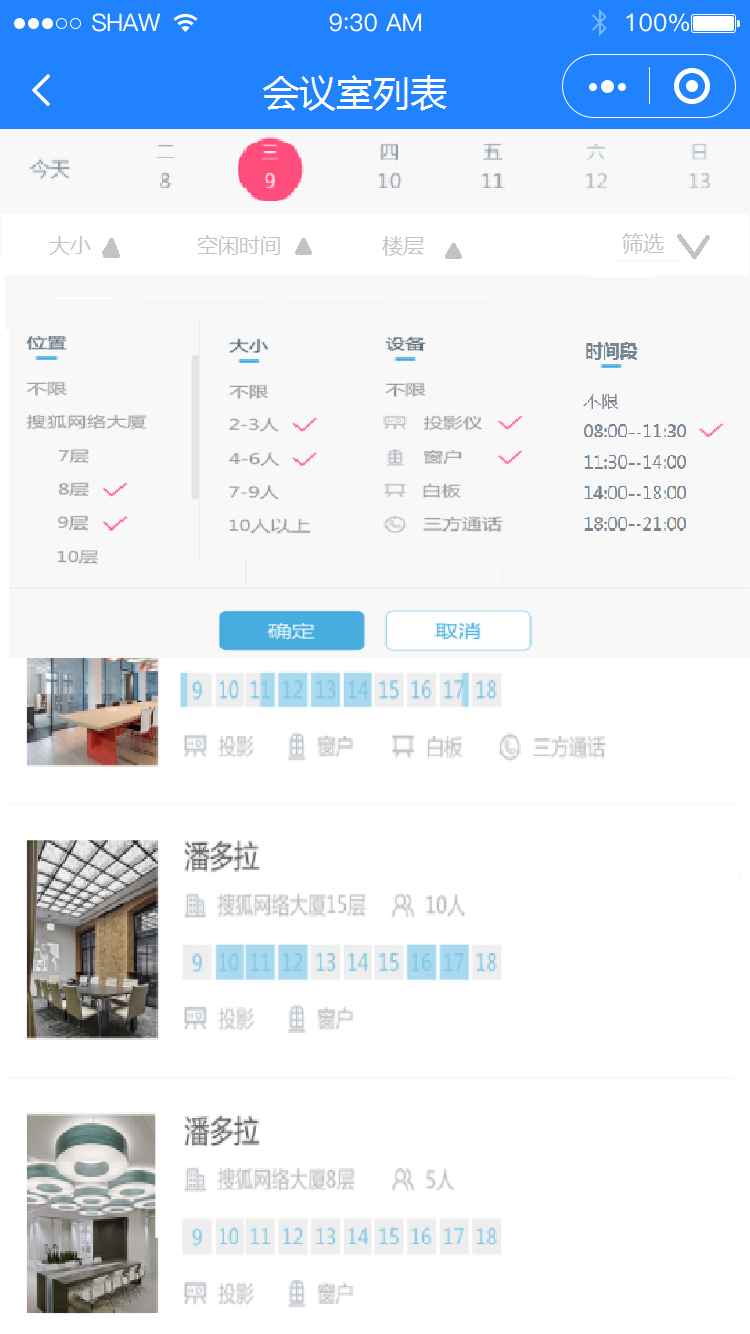 SHAW 9:30 AM 100%
会议室列表
今天 二 三 四 五 六 日
8 9 10 11 12 13
大小 空闲时间 楼层 筛选
位置 大小 设备 时间段
不限 不限 不限 不限
搜狐网络大厦 2-3人 投影仪 08:00--11:30
7层 4-6人 窗户 11:30--14:00
8层 7-9人 白板 14:00--18:00
9层 10人以上 三方通话 18:00--21:00
10层
确定 取消
9 10 11 12 13 14 15 16 17 18
投影 窗户 白板 三方通话
潘多拉
搜狐网络大厦15层 10人
9 10 11 12 13 14 15 16 17 18
投影 窗户
潘多拉
搜狐网络大厦8层 5人
9 10 11 12 13 14 15 16 17 18
投影 窗户